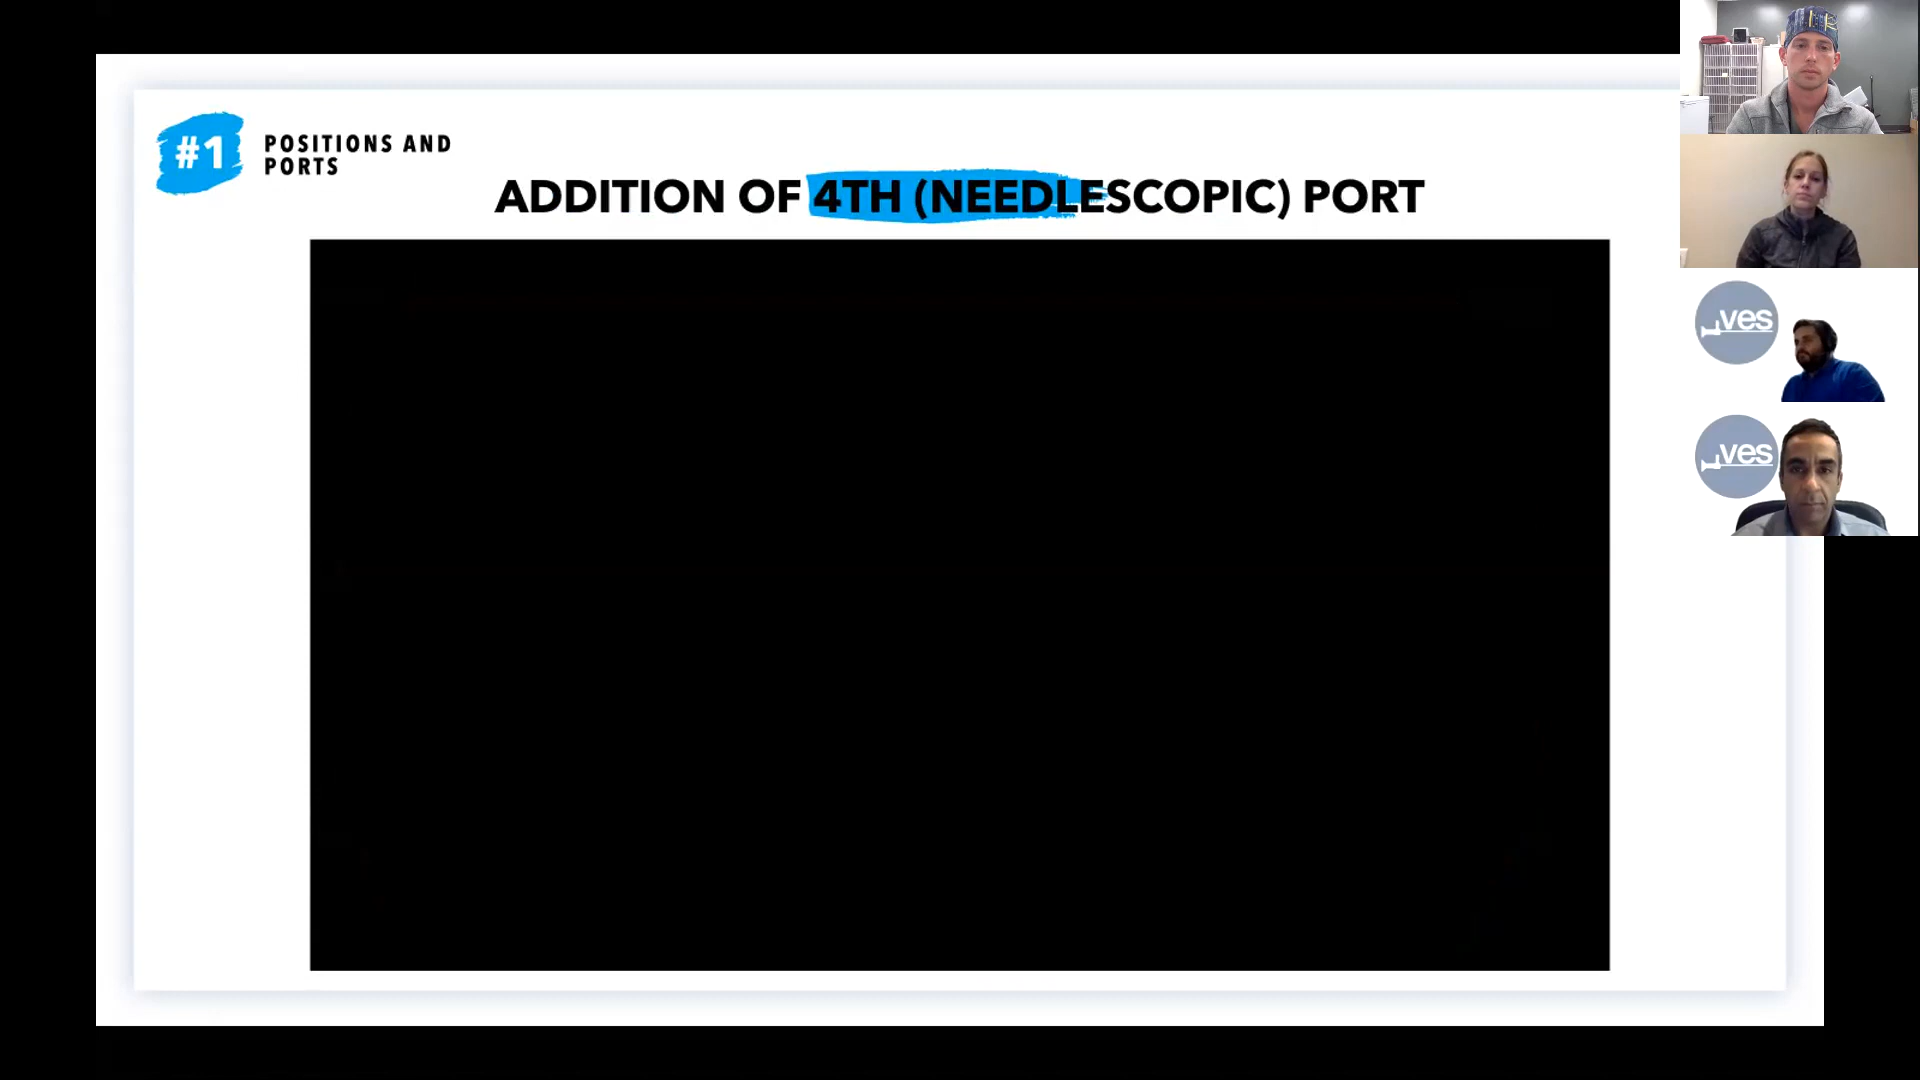 #1
POSITIONS AND
PORTS
ADDITION OF 4TH (NEEDLESCOPIC) PORT
ves
ves